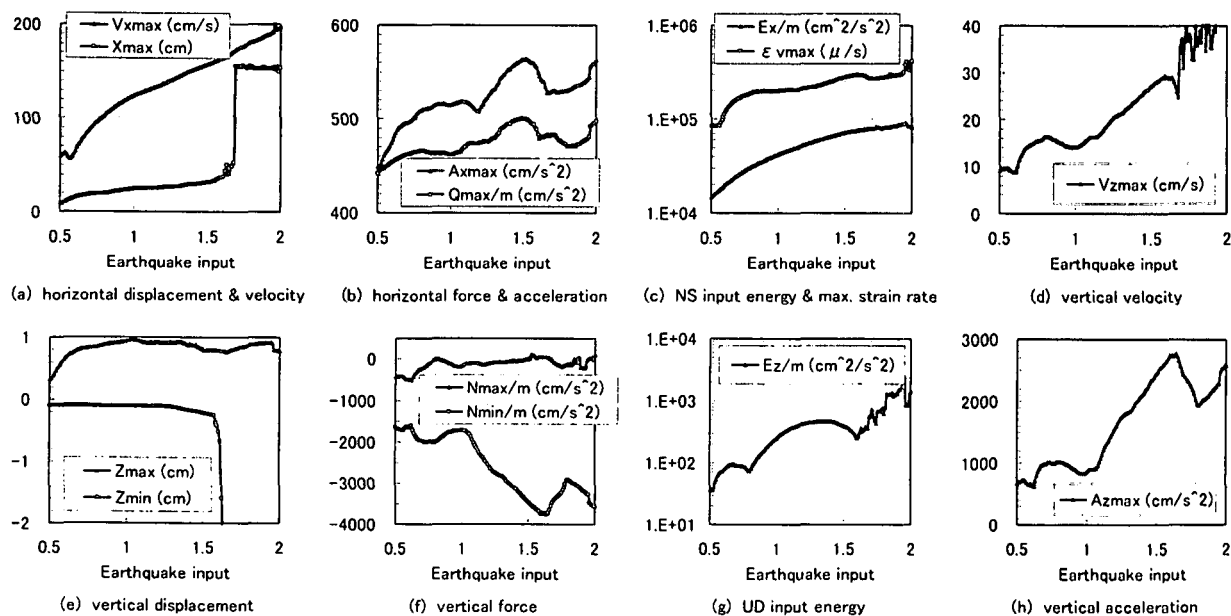 200
100
0
Vxmax (cm/s)
Xmax (cm)
0.5 1 1.5 2
Earthquake input
(a) horizontal displacement & velocity
600
500
400
Axmax (cm/s^2)
Qmax/m (cm/s^2)
0.5 1 1.5 2
Earthquake input
(b) horizontal force & acceleration
1.E+06
1.E+05
1.E+04
Ex/m (cm^2/s^2)
ε vmax (μ/s)
0.5 1 1.5 2
Earthquake input
(c) NS input energy & max. strain rate
40
30
20
10
0
Vzmax (cm/s)
0.5 1 1.5 2
Earthquake input
(d) vertical velocity
1
0
-1
-2
Zmax (cm)
Zmin (cm)
0.5 1 1.5 2
Earthquake input
(e) vertical displacement
0
-1000
-2000
-3000
-4000
Nmax/m (cm/s^2)
Nmin/m (cm/s^2)
0.5 1 1.5 2
Earthquake input
(f) vertical force
1.E+04
1.E+03
1.E+02
1.E+01
Ez/m (cm^2/s^2)
0.5 1 1.5 2
Earthquake input
(g) UD input energy
3000
2000
1000
0
Azmax (cm/s^2)
0.5 1 1.5 2
Earthquake input
(h) vertical acceleration